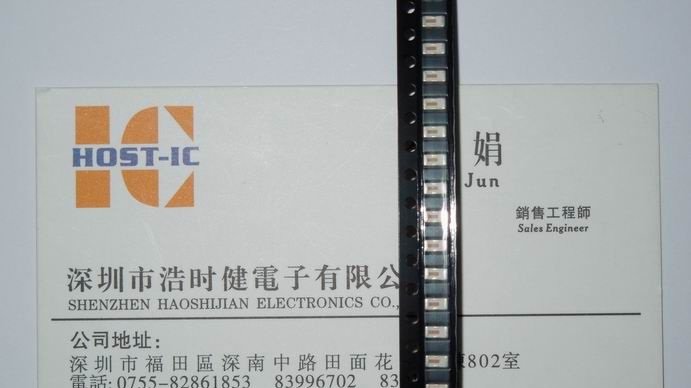 HOST-IC
娟
Jun
銷售工程師
Sales Engineer
深圳市浩时健電子有限公
SHENZHEN HAOSHIJIAN ELECTRONICS CO.,
公司地址:
深圳市福田區深南中路田面花 802室
電話: 0755-82861853 83996702 83